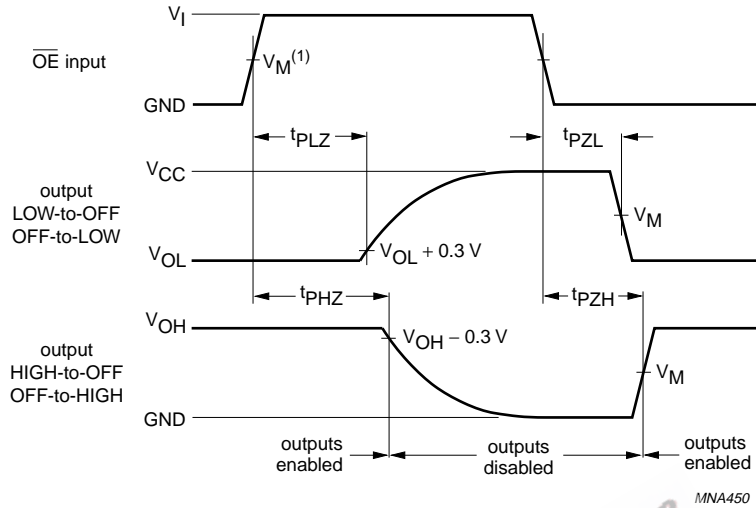 V_I
OE input
V_M(1)
GND
t_PLZ
t_PZL
V_CC
output
LOW-to-OFF
OFF-to-LOW
V_M
V_OL + 0.3 V
V_OL
t_PHZ
t_PZH
V_OH
V_OH − 0.3 V
output
HIGH-to-OFF
OFF-to-HIGH
V_M
GND
outputs
enabled
outputs
disabled
outputs
enabled
MNA450